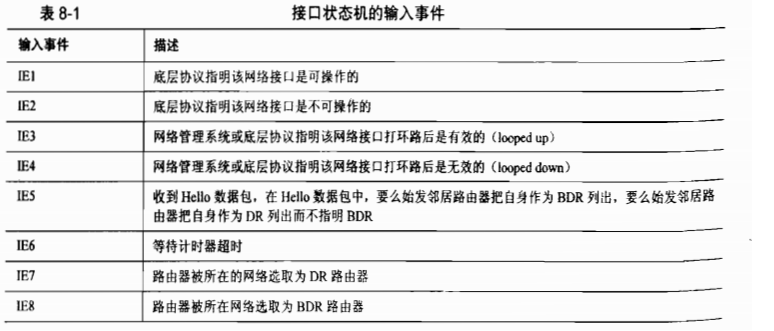 表 8-1 接口状态机的输入事件
输入事件 描述
IE1 底层协议指明该网络接口是可操作的
IE2 底层协议指明该网络接口是不可操作的
IE3 网络管理系统或底层协议指明该网络接口打环路后是有效的（looped up）
IE4 网络管理系统或底层协议指明该网络接口打环路后是无效的（looped down）
IE5 收到 Hello 数据包，在 Hello 数据包中，要么始发邻居路由器把自身作为 BDR 列出，要么始发邻居路
由器把自身作为 DR 列出而不指明 BDR
IE6 等待计时器超时
IE7 路由器被所在的网络选取为 DR 路由器
IE8 路由器被所在网络选取为 BDR 路由器